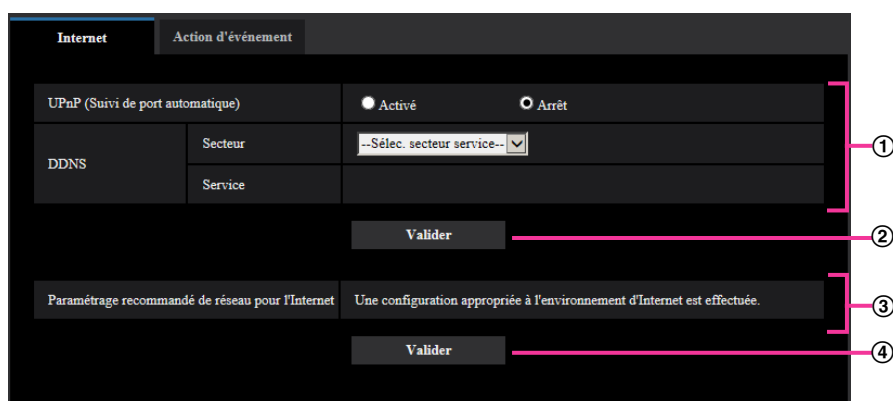 Internet
Action d'événement
UPnP (Suivi de port automatique)
Activé
Arrêt
DDNS
Secteur
--Sélec. secteur service--
Service
①
Valider
②
Paramétrage recommandé de réseau pour l'Internet
Une configuration appropriée à l'environnement d'Internet est effectuée.
③
Valider
④